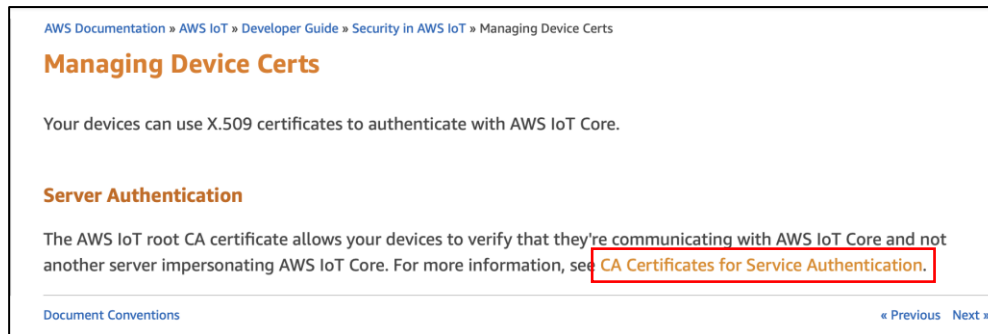 AWS Documentation » AWS IoT » Developer Guide » Security in AWS IoT » Managing Device Certs
Managing Device Certs
Your devices can use X.509 certificates to authenticate with AWS IoT Core.
Server Authentication
The AWS IoT root CA certificate allows your devices to verify that they're communicating with AWS IoT Core and not
another server impersonating AWS IoT Core. For more information, see CA Certificates for Service Authentication.
Document Conventions « Previous Next »